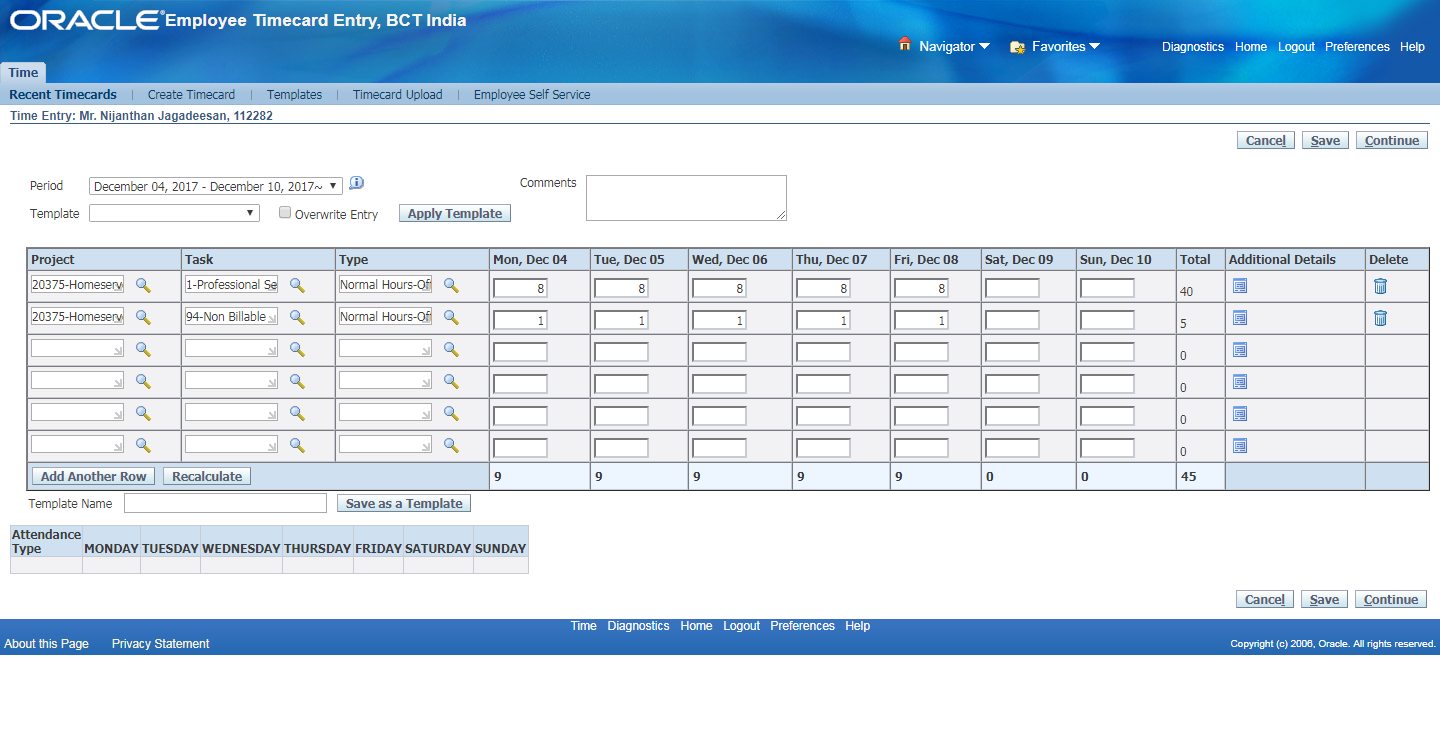 ORACLE® Employee Timecard Entry, BCT India
Navigator Favorites Diagnostics Home Logout Preferences Help
Time
Recent Timecards | Create Timecard | Templates | Timecard Upload | Employee Self Service
Time Entry: Mr. Nijanthan Jagadeesan, 112282
Cancel Save Continue
Period December 04, 2017 - December 10, 2017~ Comments
Template Overwrite Entry Apply Template
Project Task Type Mon, Dec 04 Tue, Dec 05 Wed, Dec 06 Thu, Dec 07 Fri, Dec 08 Sat, Dec 09 Sun, Dec 10 Total Additional Details Delete
20375-Homeserv 1-Professional Se Normal Hours-Off 8 8 8 8 8 40
20375-Homeserv 94-Non Billable Normal Hours-Off 1 1 1 1 1 5
0
0
0
0
Add Another Row Recalculate 9 9 9 9 9 0 0 45
Template Name Save as a Template
Attendance
Type MONDAY TUESDAY WEDNESDAY THURSDAY FRIDAY SATURDAY SUNDAY
Cancel Save Continue
Time Diagnostics Home Logout Preferences Help
About this Page Privacy Statement Copyright (c) 2006, Oracle. All rights reserved.